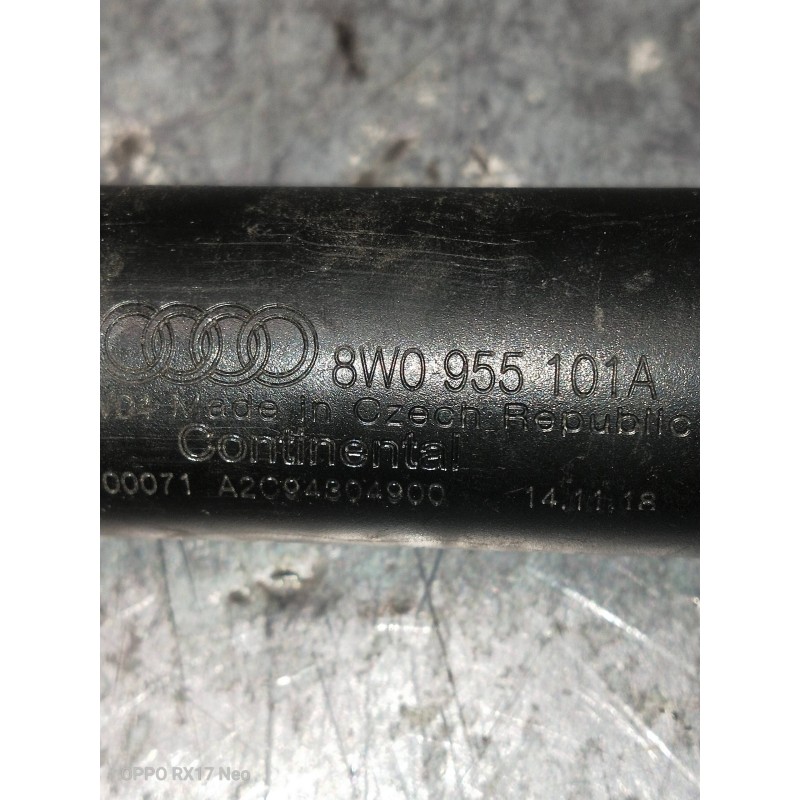 8W0 955 101A
Made in Czech Republic
Continental
00071 A2C94304900 14.11.18
OPPO RX17 Neo